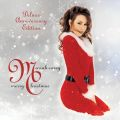 Deluxe
Anniversary
Edition
Mariah Carey
merry christmas